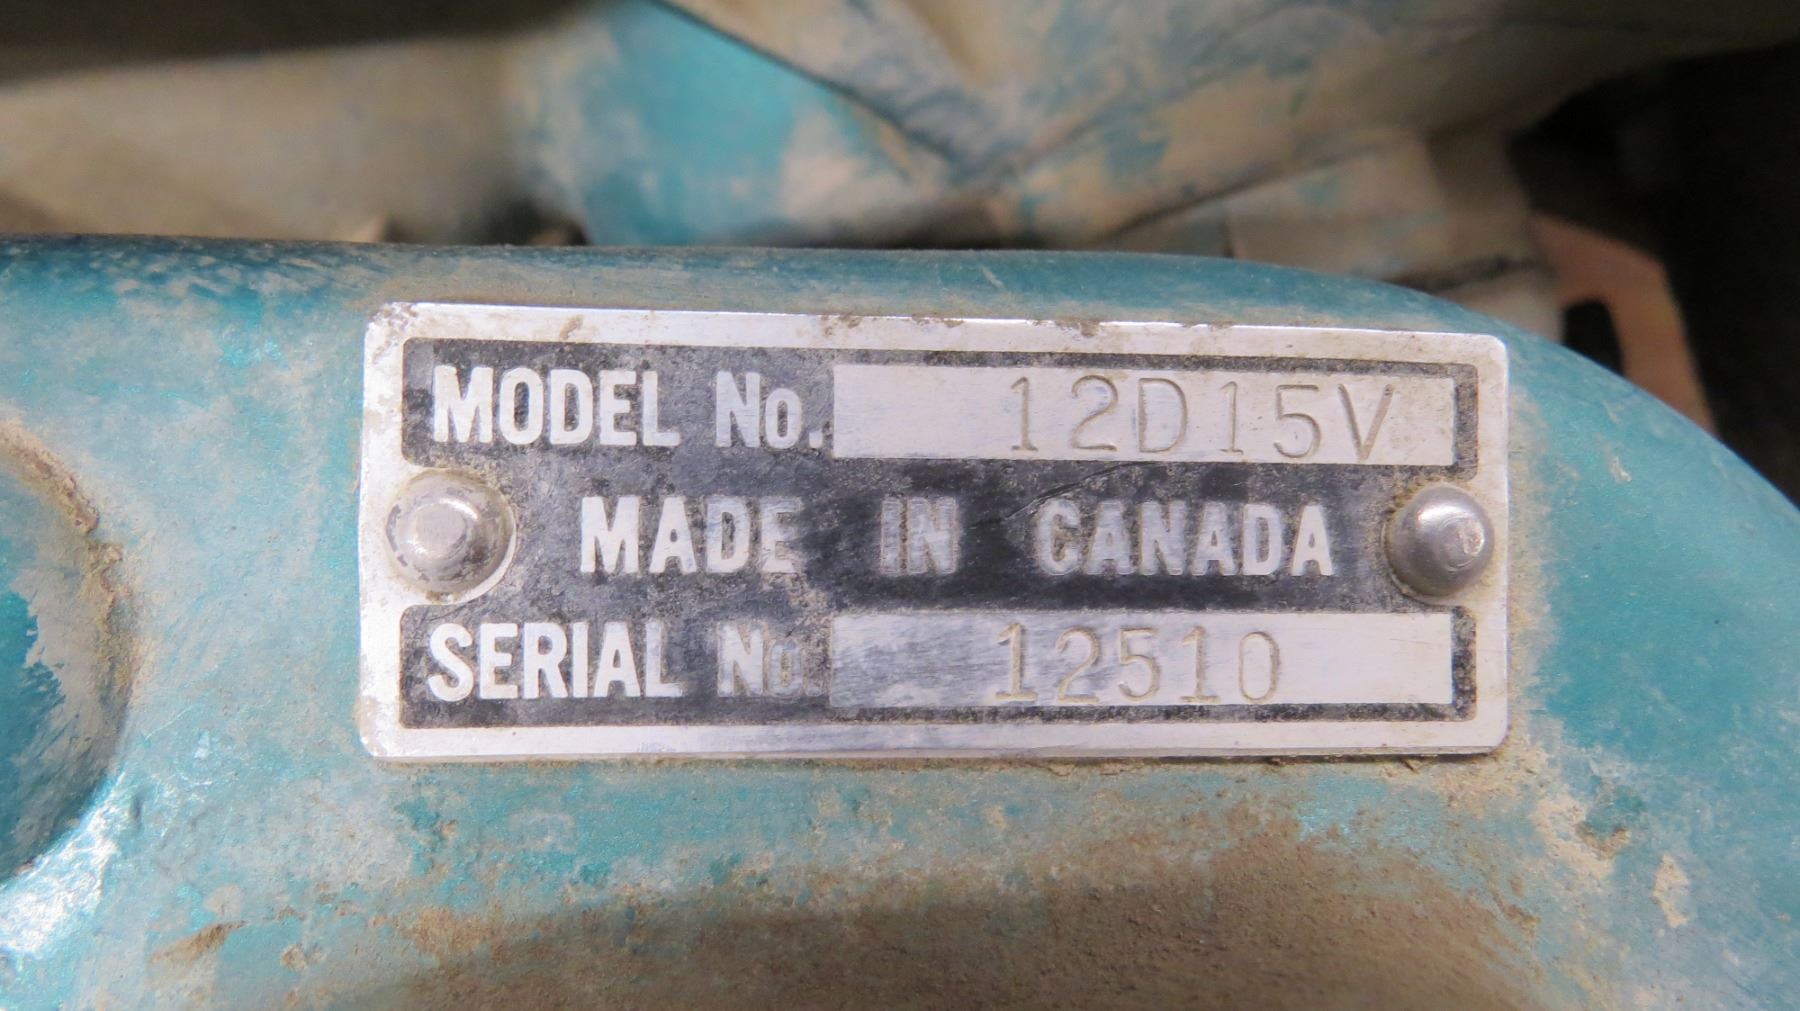 MODEL No. 12D15V
MADE IN CANADA
SERIAL No. 12510